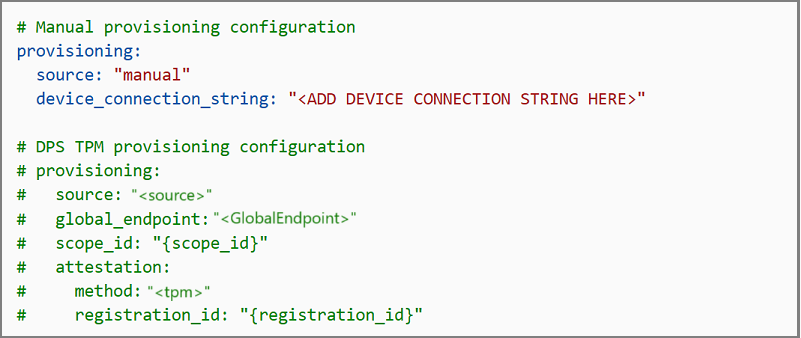 # Manual provisioning configuration
provisioning:
  source: "manual"
  device_connection_string: "<ADD DEVICE CONNECTION STRING HERE>"

# DPS TPM provisioning configuration
# provisioning:
#   source: "<source>"
#   global_endpoint: "<GlobalEndpoint>"
#   scope_id: "{scope_id}"
#   attestation:
#     method: "<tpm>"
#     registration_id: "{registration_id}"